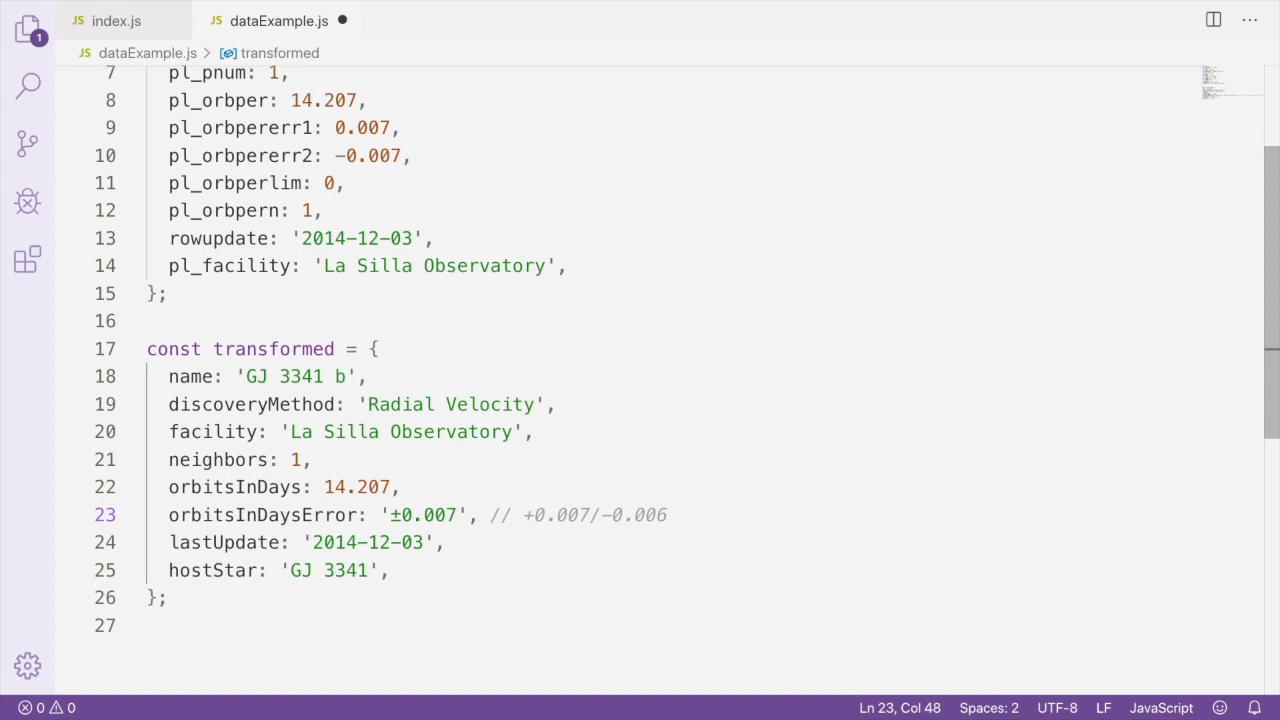 1
JS index.js
JS dataExample.js
JS dataExample.js > transformed
7 pl_pnum: 1,
8 pl_orbper: 14.207,
9 pl_orbpererr1: 0.007,
10 pl_orbpererr2: -0.007,
11 pl_orbperlim: 0,
12 pl_orbpern: 1,
13 rowupdate: '2014-12-03',
14 pl_facility: 'La Silla Observatory',
15 };
16
17 const transformed = {
18 name: 'GJ 3341 b',
19 discoveryMethod: 'Radial Velocity',
20 facility: 'La Silla Observatory',
21 neighbors: 1,
22 orbitsInDays: 14.207,
23 orbitsInDaysError: '±0.007', // +0.007/-0.006
24 lastUpdate: '2014-12-03',
25 hostStar: 'GJ 3341',
26 };
27
0 0 Ln 23, Col 48 Spaces: 2 UTF-8 LF JavaScript